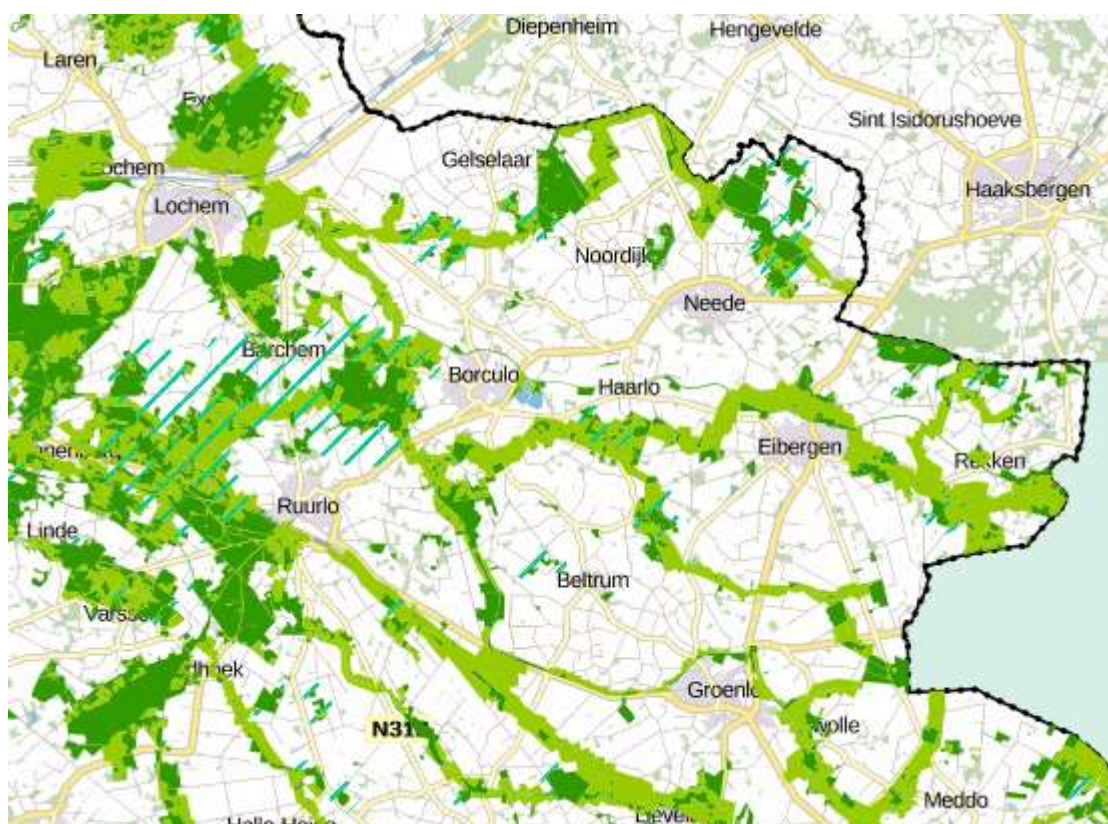 Diepenheim
Hengevelde
Laren
Sint Isidorushoeve
Gelselaar
Haaksbergen
Lochem
Noordijk
Neede
Barchem
Borculo
Haarlo
Eibergen
Rekken
Ruurlo
Linde
Beltrum
Groenlo
N31
Meddo